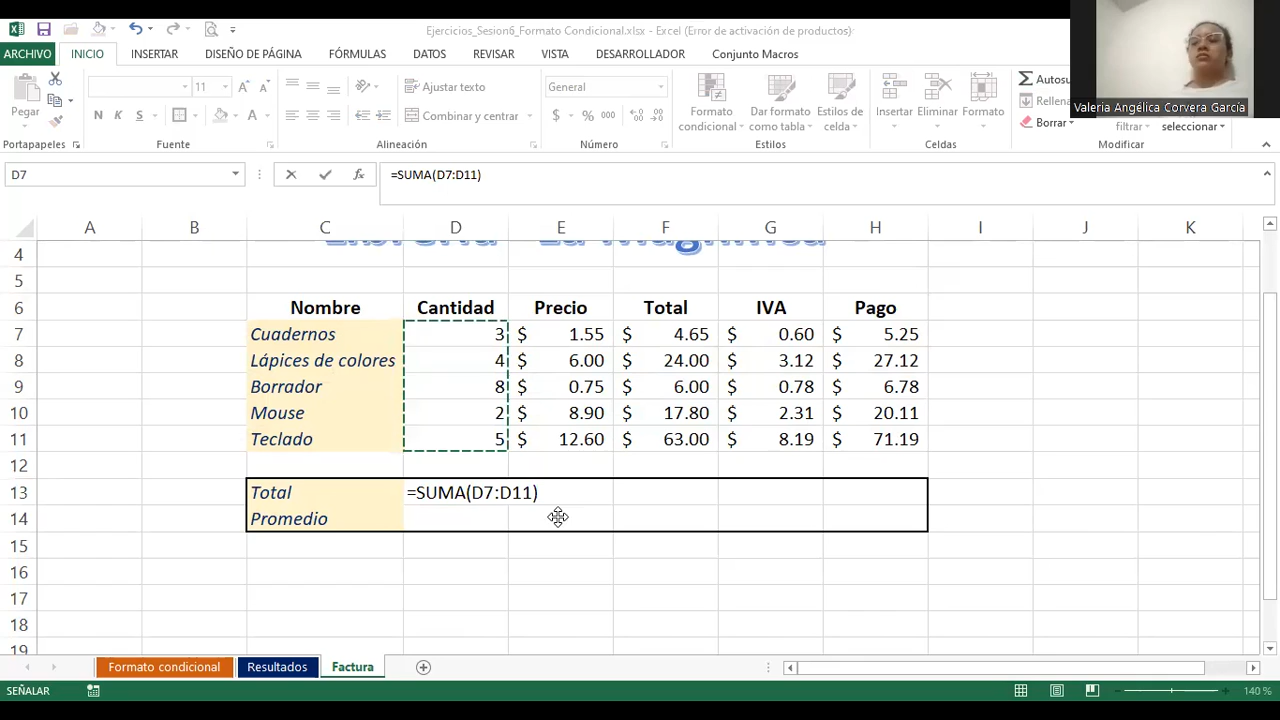 Ejercicios_Sesion6_Formato Condicional.xlsx - Excel (Error de activación de productos)
ARCHIVO INICIO INSERTAR DISEÑO DE PÁGINA FÓRMULAS DATOS REVISAR VISTA DESARROLLADOR Conjunto Macros
Pegar
11
Ajustar texto
Combinar y centrar
General
$ % 000
N K S
Formato condicional
Dar formato como tabla
Estilos de celda
Insertar
Eliminar
Formato
Autosu
Rellena
Borrar
filtrar
seleccionar
Valeria Angélica Corvera García
Portapapeles Fuente Alineación Número Estilos Celdas Modificar
D7 fx =SUMA(D7:D11)
A B C D E F G H I J K
4
5
6 Nombre Cantidad Precio Total IVA Pago
7 Cuadernos 3 $ 1.55 $ 4.65 $ 0.60 $ 5.25
8 Lápices de colores 4 $ 6.00 $ 24.00 $ 3.12 $ 27.12
9 Borrador 8 $ 0.75 $ 6.00 $ 0.78 $ 6.78
10 Mouse 2 $ 8.90 $ 17.80 $ 2.31 $ 20.11
11 Teclado 5 $ 12.60 $ 63.00 $ 8.19 $ 71.19
12
13 Total =SUMA(D7:D11)
14 Promedio
15
16
17
18
19
Formato condicional Resultados Factura
SEÑALAR 140 %